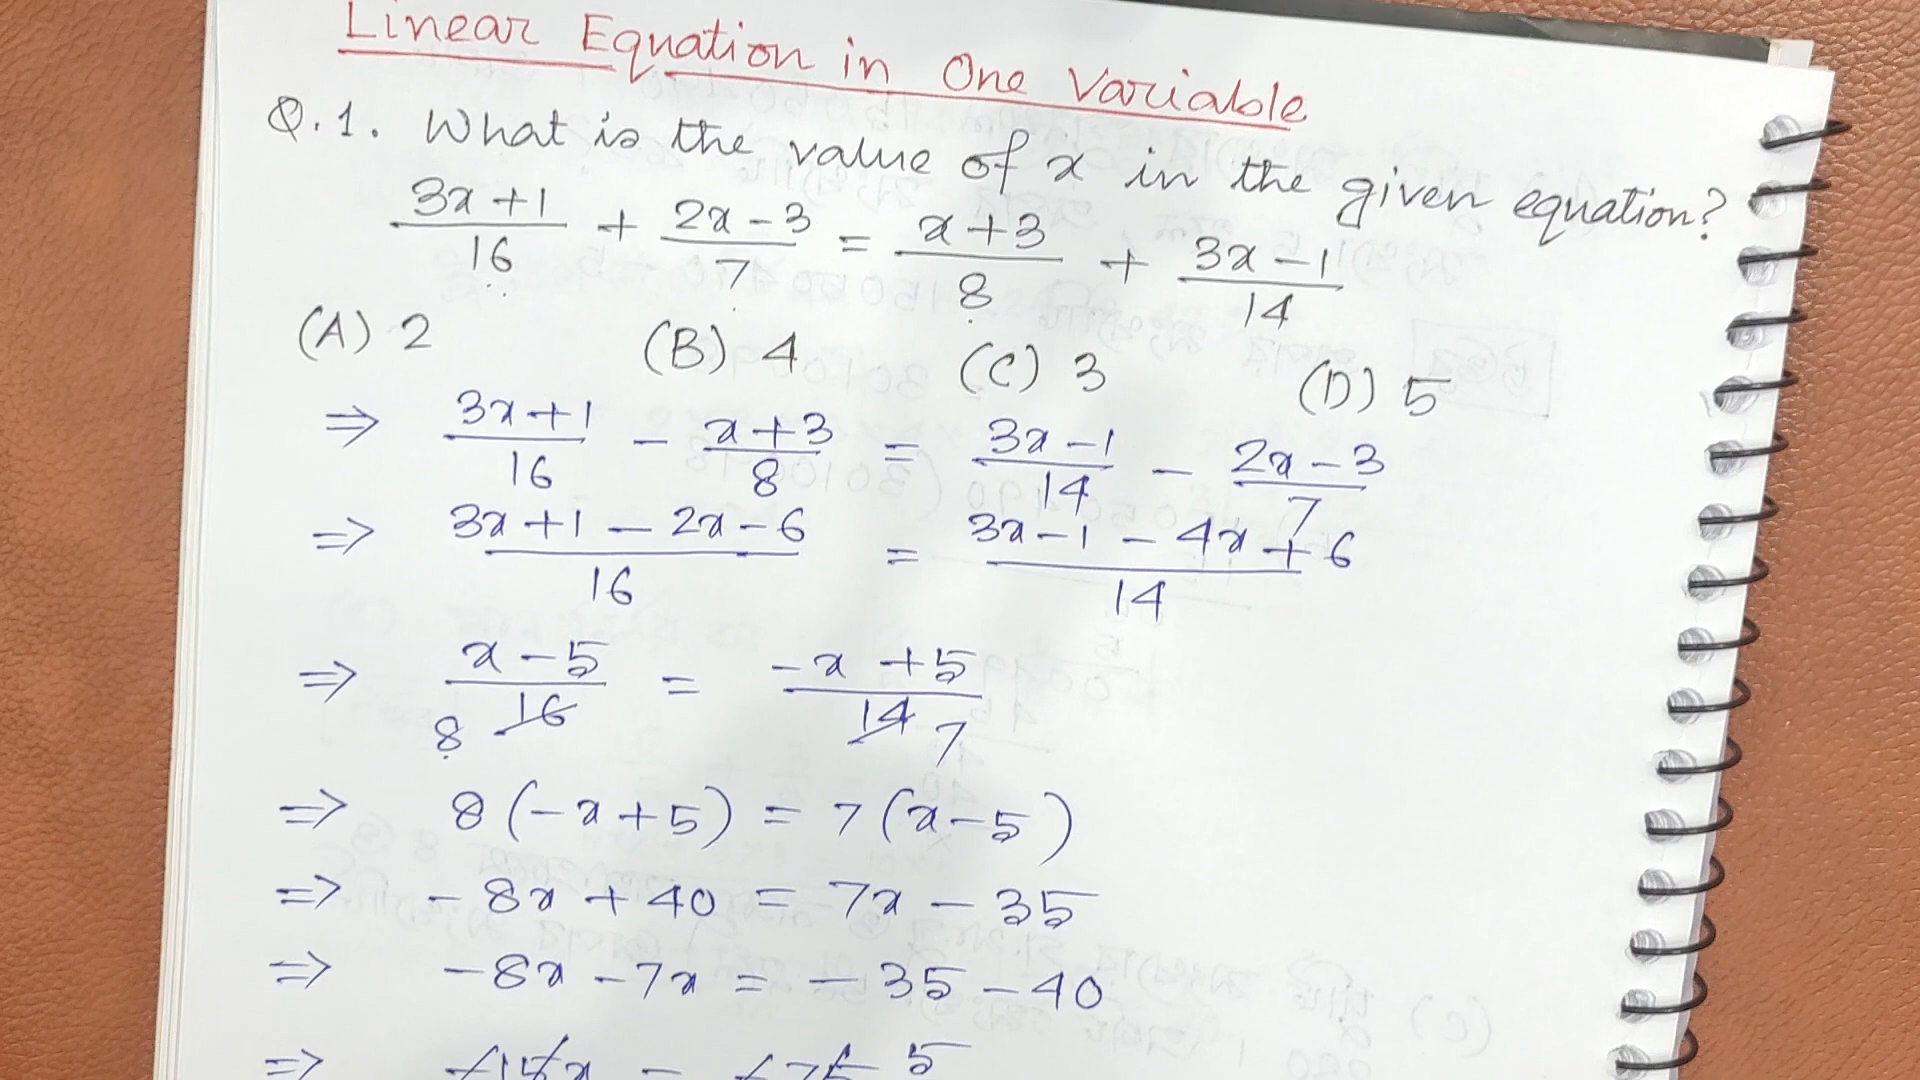 Linear Equation in One Variable
Q.1. What is the value of x in the given equation?
(3x+1)/16 + (2x-3)/7 = (x+3)/8 + (3x-1)/14
(A) 2 (B) 4 (C) 3 (D) 5
⇒ (3x+1)/16 - (x+3)/8 = (3x-1)/14 - (2x-3)/7
⇒ (3x+1-2x-6)/16 = (3x-1-4x+6)/14
⇒ (x-5)/16 8 = (-x+5)/14 7
⇒ 8(-x+5) = 7(x-5)
⇒ -8x+40 = 7x-35
⇒ -8x-7x = -35-40
⇒ -15x = -75 5